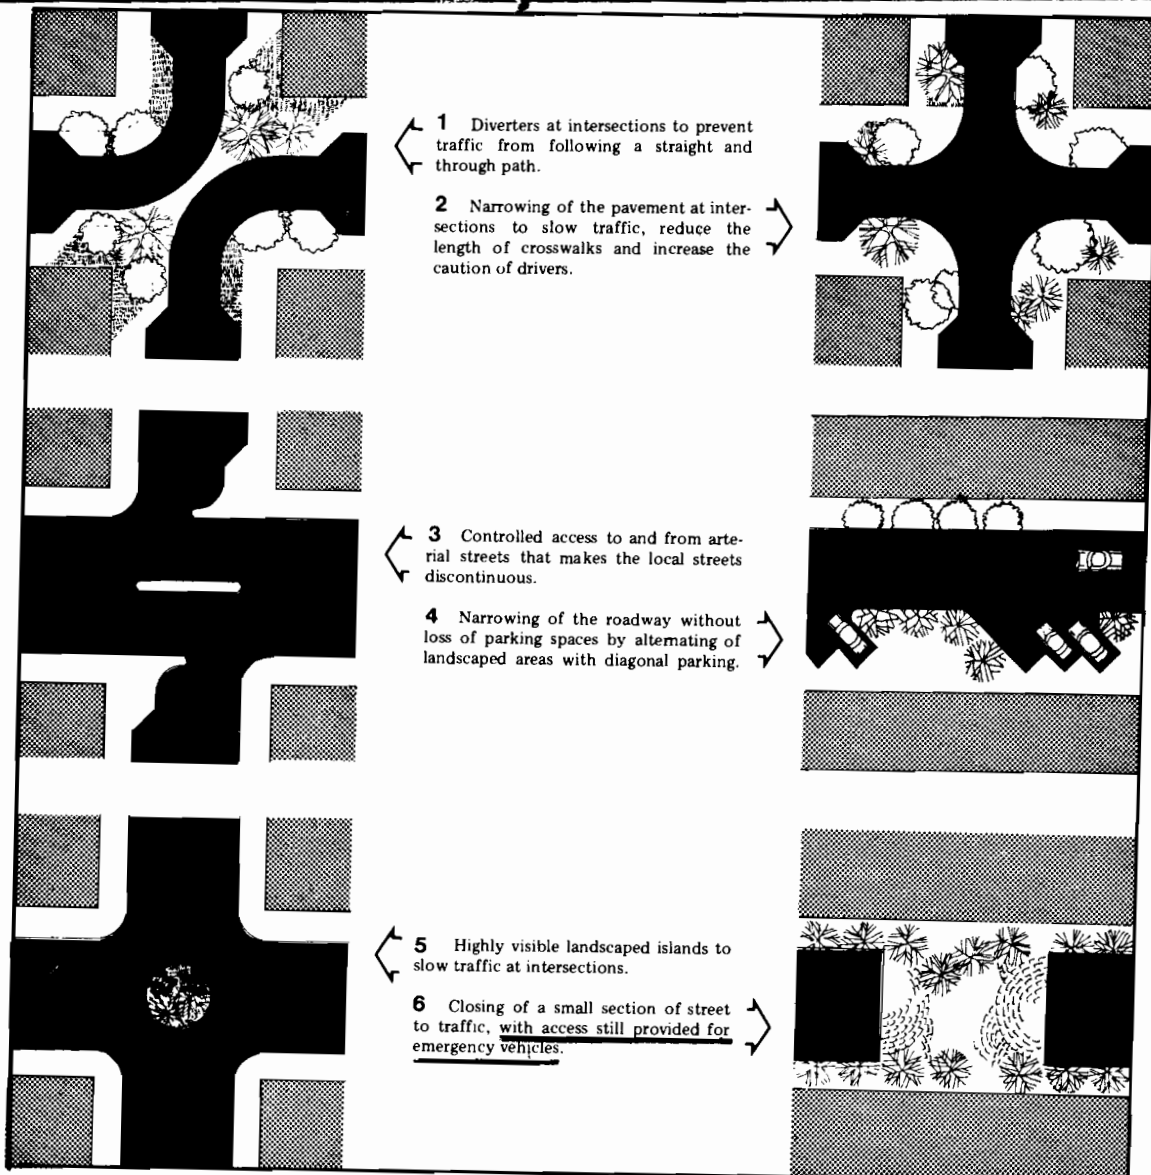 1 Diverters at intersections to prevent
traffic from following a straight and
through path.
2 Narrowing of the pavement at inter-
sections to slow traffic, reduce the
length of crosswalks and increase the
caution of drivers.
3 Controlled access to and from arte-
rial streets that makes the local streets
discontinuous.
4 Narrowing of the roadway without
loss of parking spaces by alternating of
landscaped areas with diagonal parking.
5 Highly visible landscaped islands to
slow traffic at intersections.
6 Closing of a small section of street
to traffic, with access still provided for
emergency vehicles.